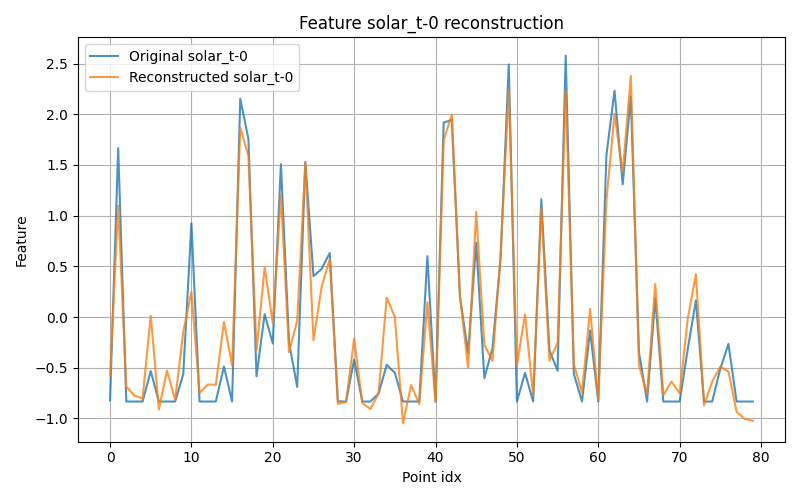 Feature solar_t-0 reconstruction
Original solar_t-0
Reconstructed solar_t-0
Feature
2.5
2.0
1.5
1.0
0.5
0.0
−0.5
−1.0
0 10 20 30 40 50 60 70 80
Point idx